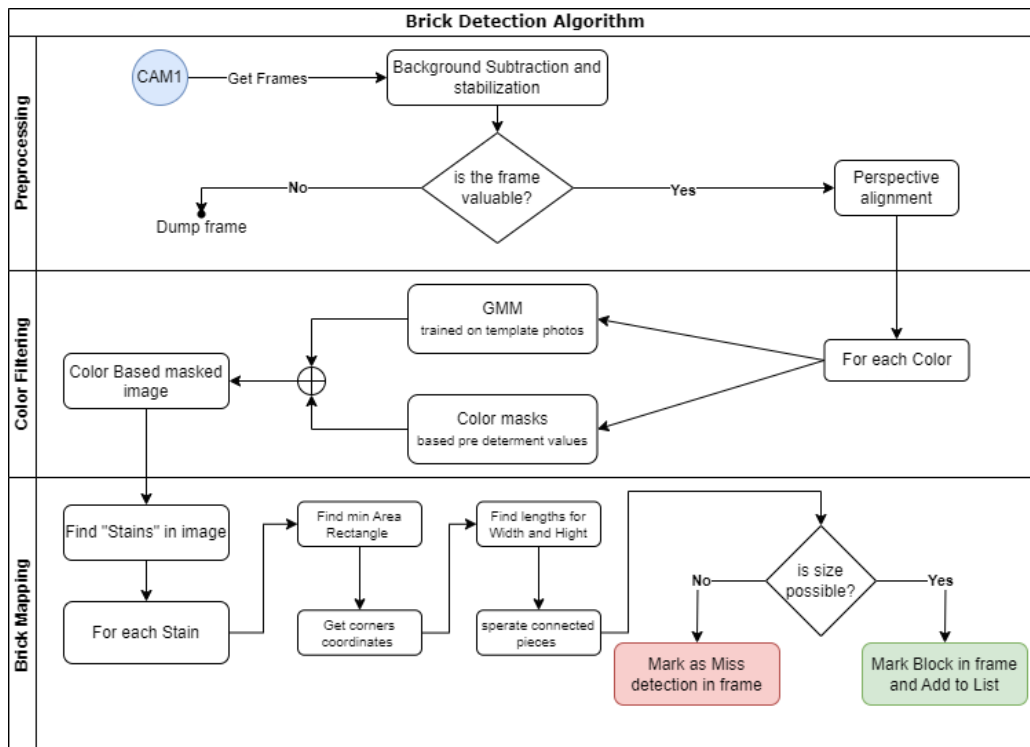 Brick Detection Algorithm
Preprocessing
CAM1
Get Frames
Background Subtraction and
stabilization
is the frame
valuable?
No
Yes
Dump frame
Perspective
alignment
Color Filtering
GMM
trained on template photos
For each Color
Color Based masked
image
Color masks
based pre determent values
Brick Mapping
Find "Stains" in image
For each Stain
Find min Area
Rectangle
Get corners
coordinates
Find lengths for
Width and Hight
sperate connected
pieces
is size
possible?
No
Yes
Mark as Miss
detection in frame
Mark Block in frame
and Add to List